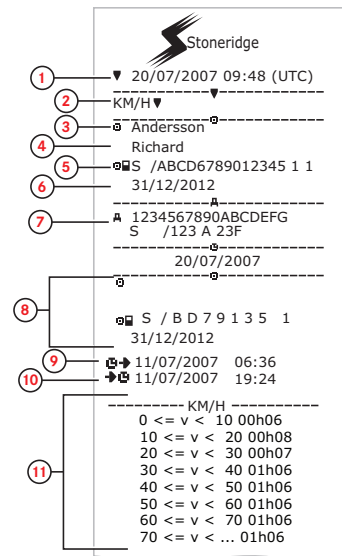 Stoneridge
1 20/07/2007 09:48 (UTC)
2 KM/H
3 Andersson
4 Richard
5 S /ABCD6789012345 1 1
6 31/12/2012
7 A 1234567890ABCDEFG
S /123 A 23F
20/07/2007
8
S / B D 7 9 1 3 5 1
31/12/2012
9 11/07/2007 06:36
10 11/07/2007 19:24
KM/H
11
0 <= v < 10 00h06
10 <= v < 20 00h08
20 <= v < 30 00h07
30 <= v < 40 01h06
40 <= v < 50 01h06
50 <= v < 60 01h06
60 <= v < 70 01h06
70 <= v < ... 01h06